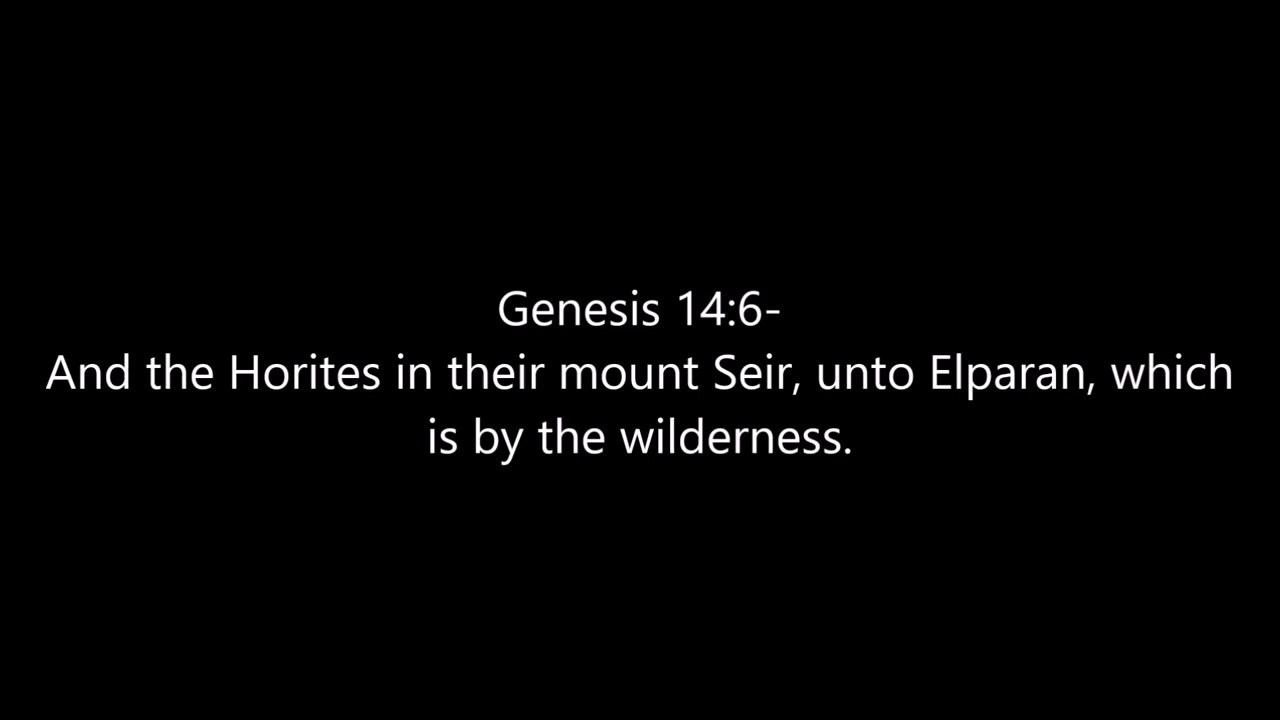 Genesis 14:6-
And the Horites in their mount Seir, unto Elparan, which
is by the wilderness.